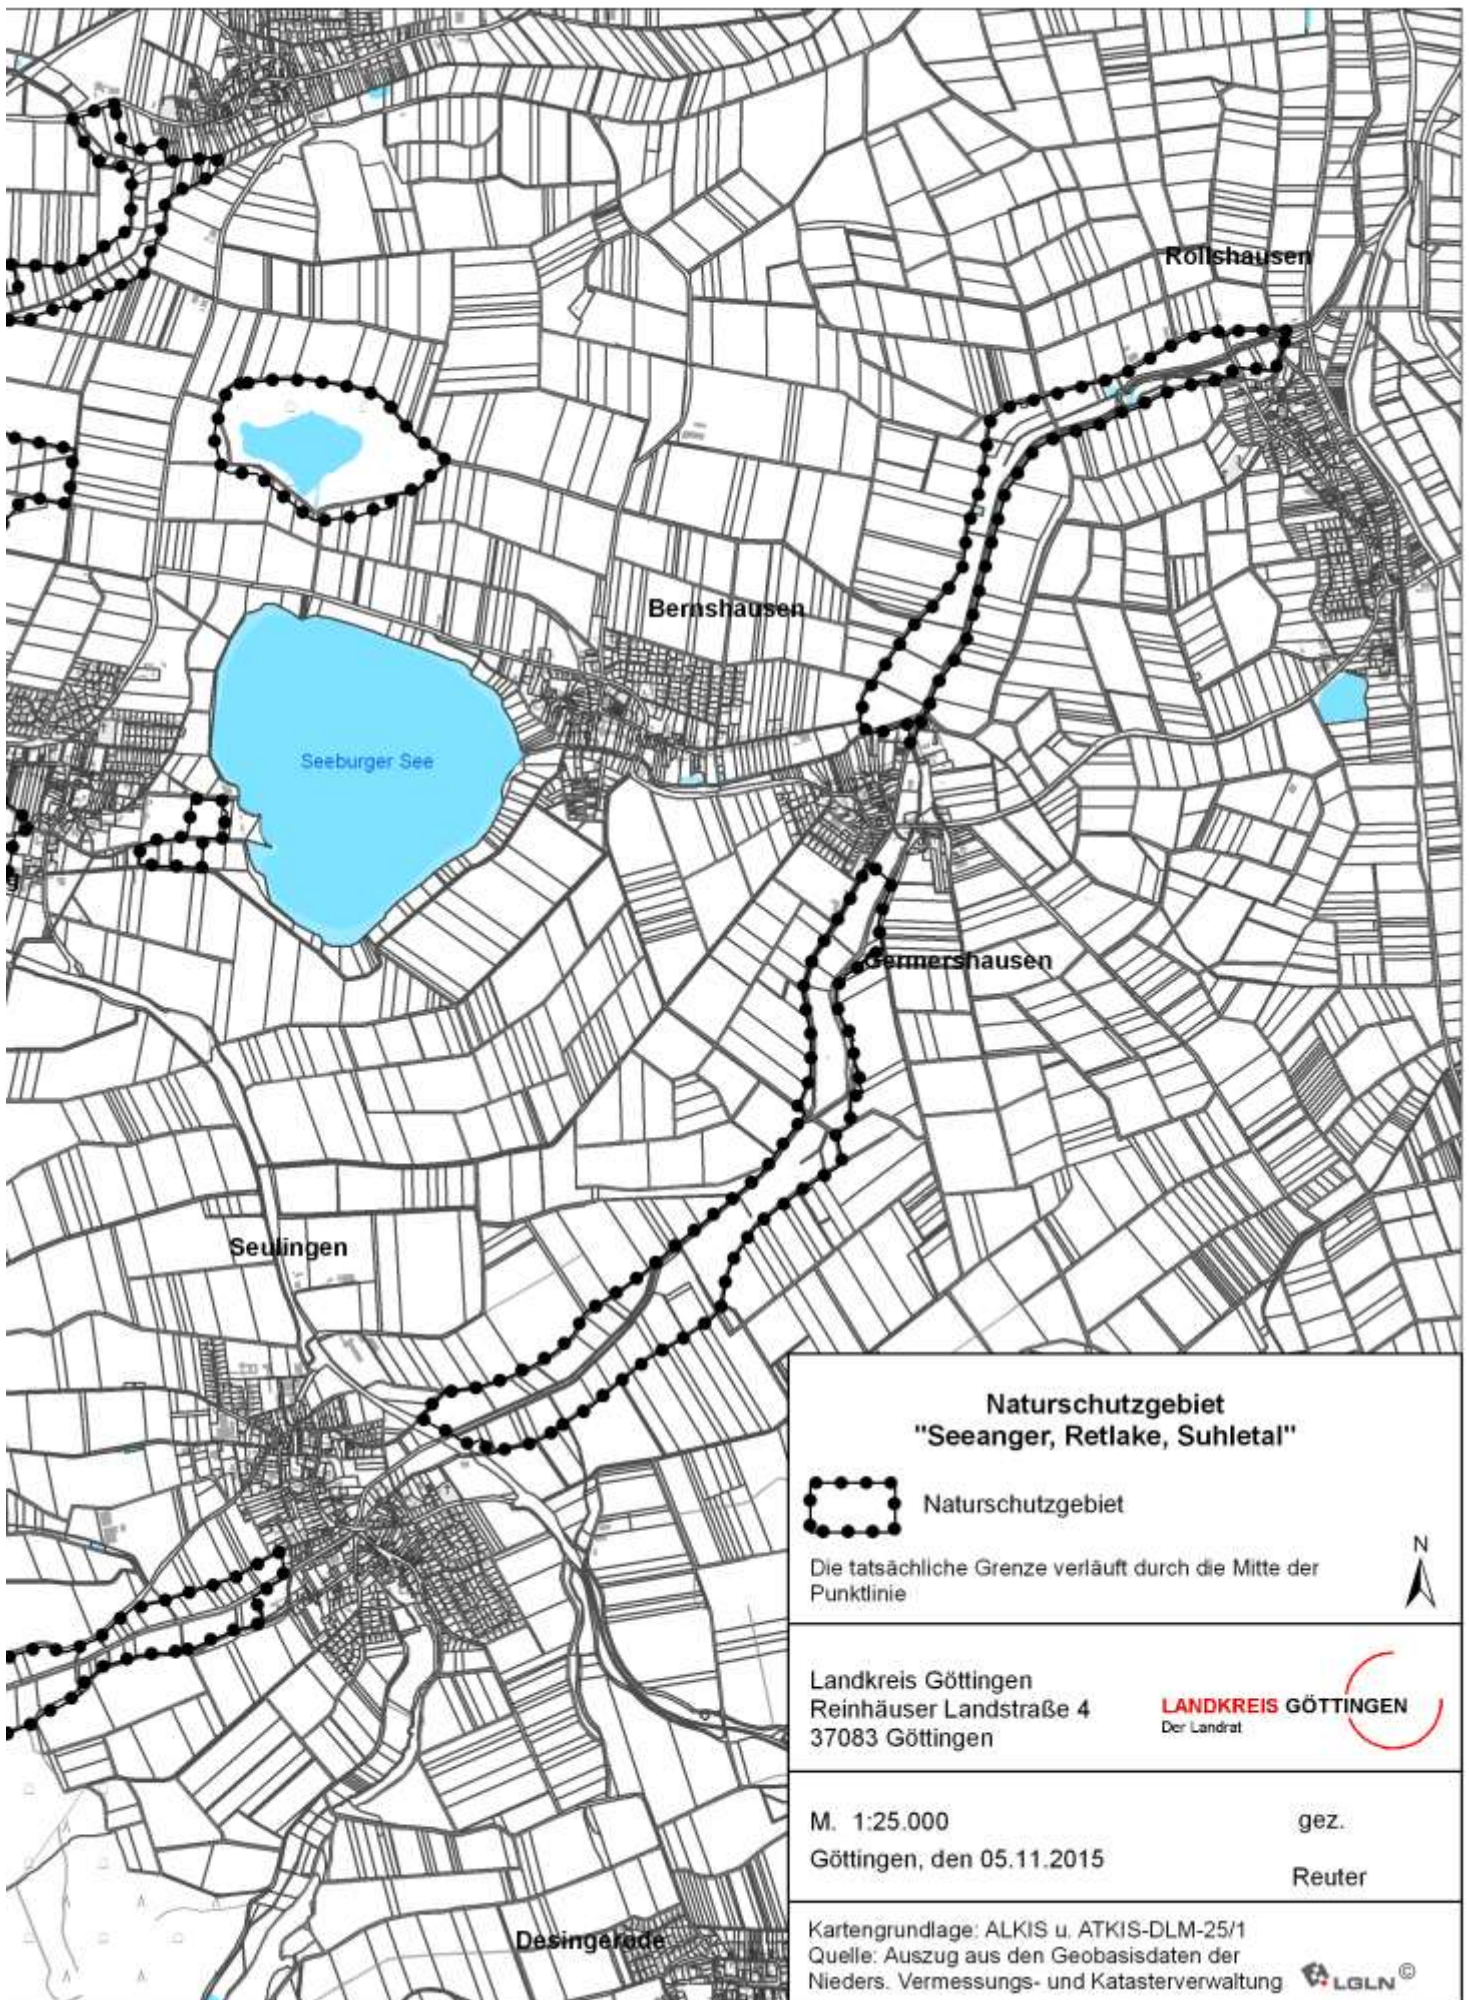 Rollshausen
Bernshausen
Seeburger See
g
Germershausen
Seulingen
Desingerode
Naturschutzgebiet
"Seeanger, Retlake, Suhletal"
Naturschutzgebiet
N
Die tatsächliche Grenze verläuft durch die Mitte der
Punktlinie
Landkreis Göttingen
Reinhäuser Landstraße 4
37083 Göttingen
LANDKREIS GÖTTINGEN
Der Landrat
M. 1:25.000
gez.
Göttingen, den 05.11.2015
Reuter
Kartengrundlage: ALKIS u. ATKIS-DLM-25/1
Quelle: Auszug aus den Geobasisdaten der
Nieders. Vermessungs- und Katasterverwaltung
LGLN ©